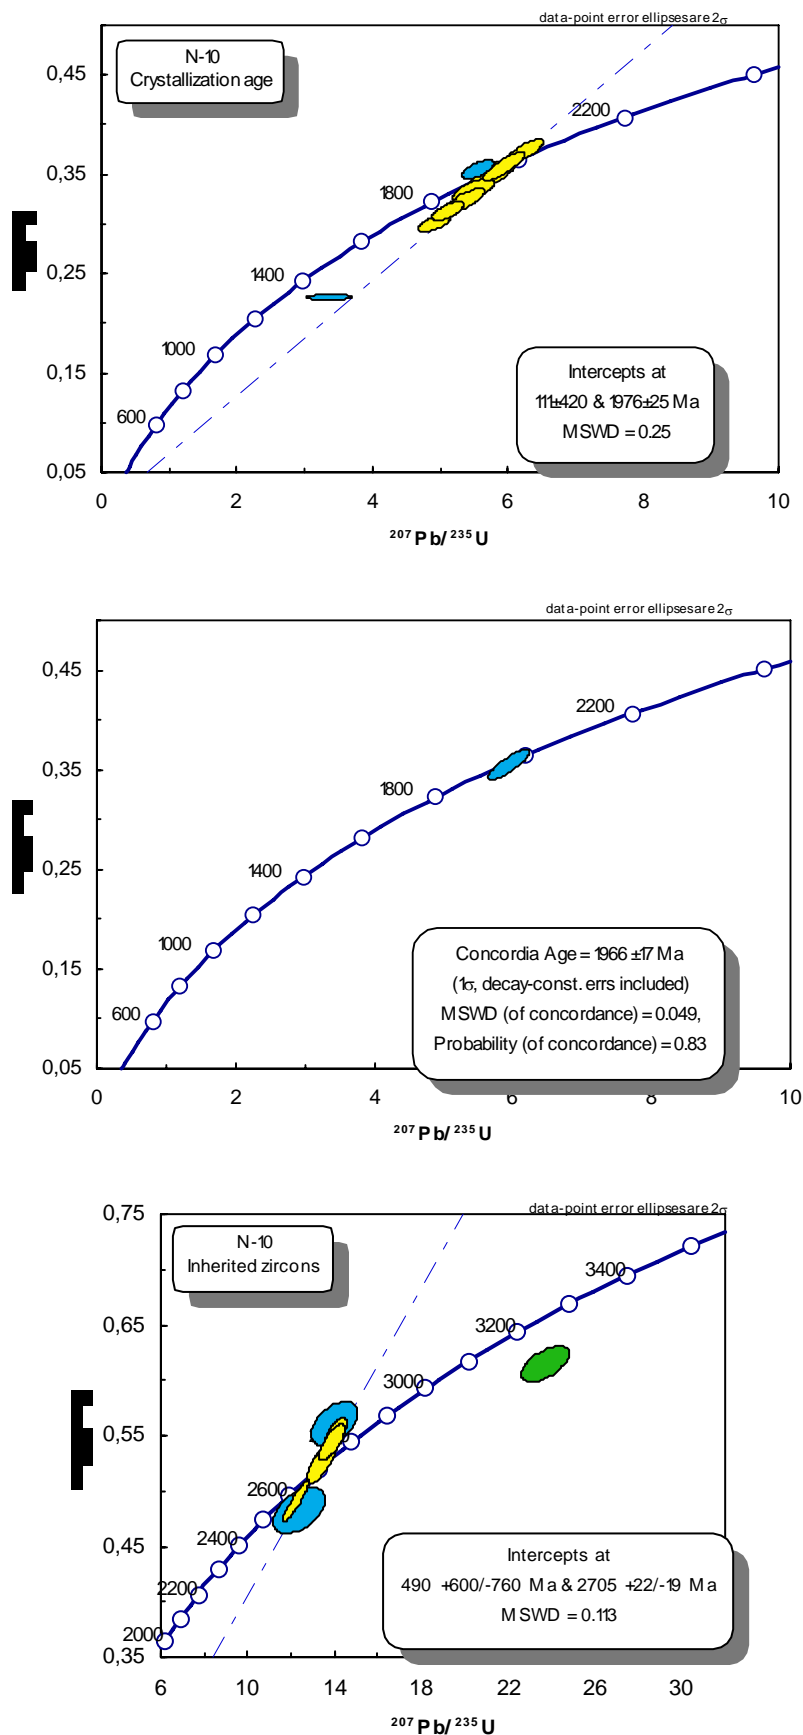 data-point error ellipses are 2σ
N-10
Crystallization age
0,45
0,35
0,25
0,15
0,05
2200
1800
1400
1000
600
Intercepts at
111±420 & 1976±25 Ma
MSWD = 0.25
0 2 4 6 8 10
207Pb/235U
data-point error ellipses are 2σ
0,45
0,35
0,25
0,15
0,05
2200
1800
1400
1000
600
Concordia Age = 1966 ±17 Ma
(1σ, decay-const. errs included)
MSWD (of concordance) = 0.049,
Probability (of concordance) = 0.83
0 2 4 6 8 10
207Pb/235U
data-point error ellipses are 2σ
N-10
Inherited zircons
0,75
0,65
0,55
0,45
0,35
3400
3200
3000
2600
2400
2200
2000
Intercepts at
490 +600/-760 Ma & 2705 +22/-19 Ma
MSWD = 0.113
6 10 14 18 22 26 30
207Pb/235U